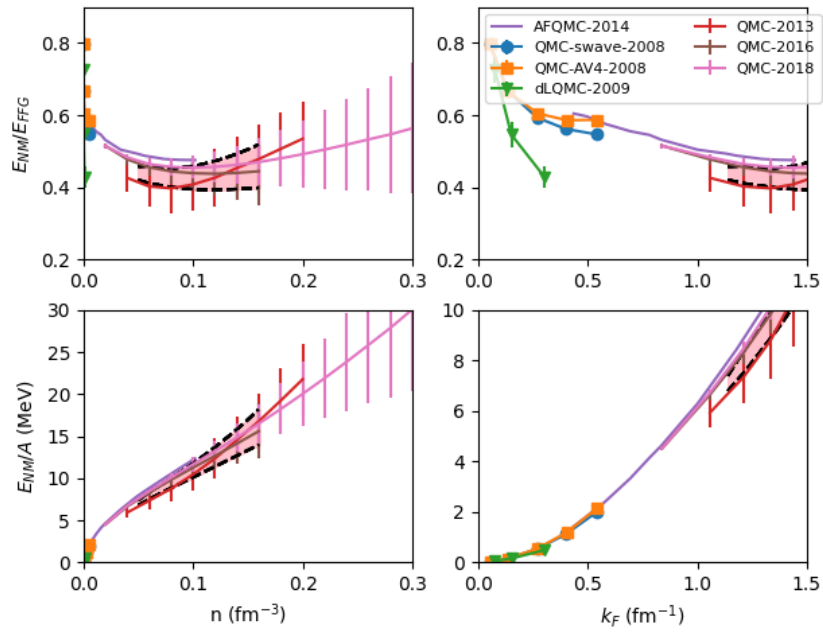 E_NM/E_FFG
0.8
0.6
0.4
0.2
0.0 0.1 0.2 0.3
0.8
0.6
0.4
0.2
0.0 0.5 1.0 1.5
AFQMC-2014
QMC-swave-2008
QMC-AV4-2008
dLQMC-2009
QMC-2013
QMC-2016
QMC-2018
E_NM/A (MeV)
30
25
20
15
10
5
0
0.0 0.1 0.2 0.3
n (fm⁻³)
10
8
6
4
2
0
0.0 0.5 1.0 1.5
k_F (fm⁻¹)